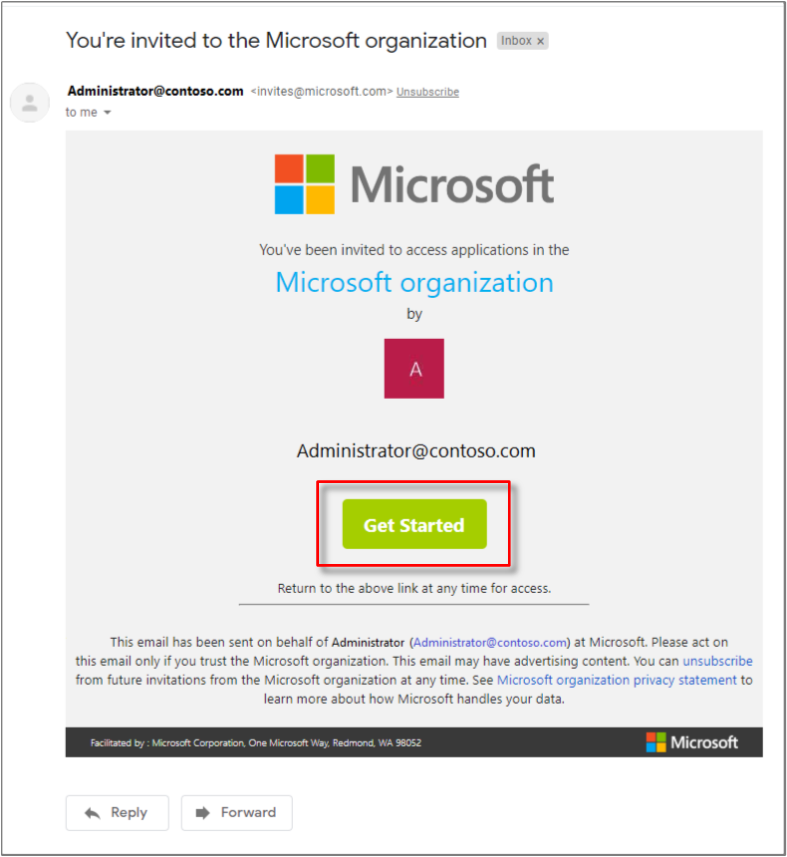 You're invited to the Microsoft organization Inbox x
Administrator@contoso.com <invites@microsoft.com> Unsubscribe
to me
Microsoft
You've been invited to access applications in the
Microsoft organization
by
A
Administrator@contoso.com
Get Started
Return to the above link at any time for access.
This email has been sent on behalf of Administrator (Administrator@contoso.com) at Microsoft. Please act on
this email only if you trust the Microsoft organization. This email may have advertising content. You can unsubscribe
from future invitations from the Microsoft organization at any time. See Microsoft organization privacy statement to
learn more about how Microsoft handles your data.
Facilitated by : Microsoft Corporation, One Microsoft Way, Redmond, WA 98052 Microsoft
Reply Forward